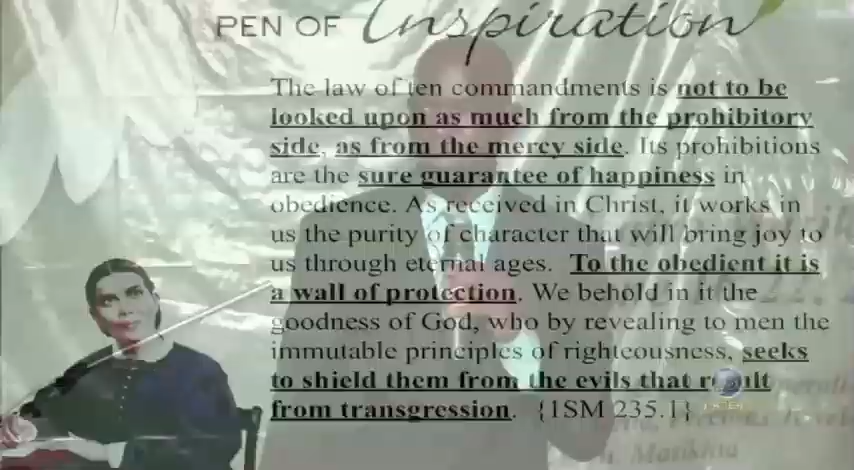 PEN OF Inspiration
The law of ten commandments is not to be
looked upon as much from the prohibitory
side, as from the mercy side. Its prohibitions
are the sure guarantee of happiness in
obedience. As received in Christ, it works in
us the purity of character that will bring joy to
us through eternal ages. To the obedient it is
a wall of protection. We behold in it the
goodness of God, who by revealing to men the
immutable principles of righteousness, seeks
to shield them from the evils that result
from transgression. {1SM 235.1}